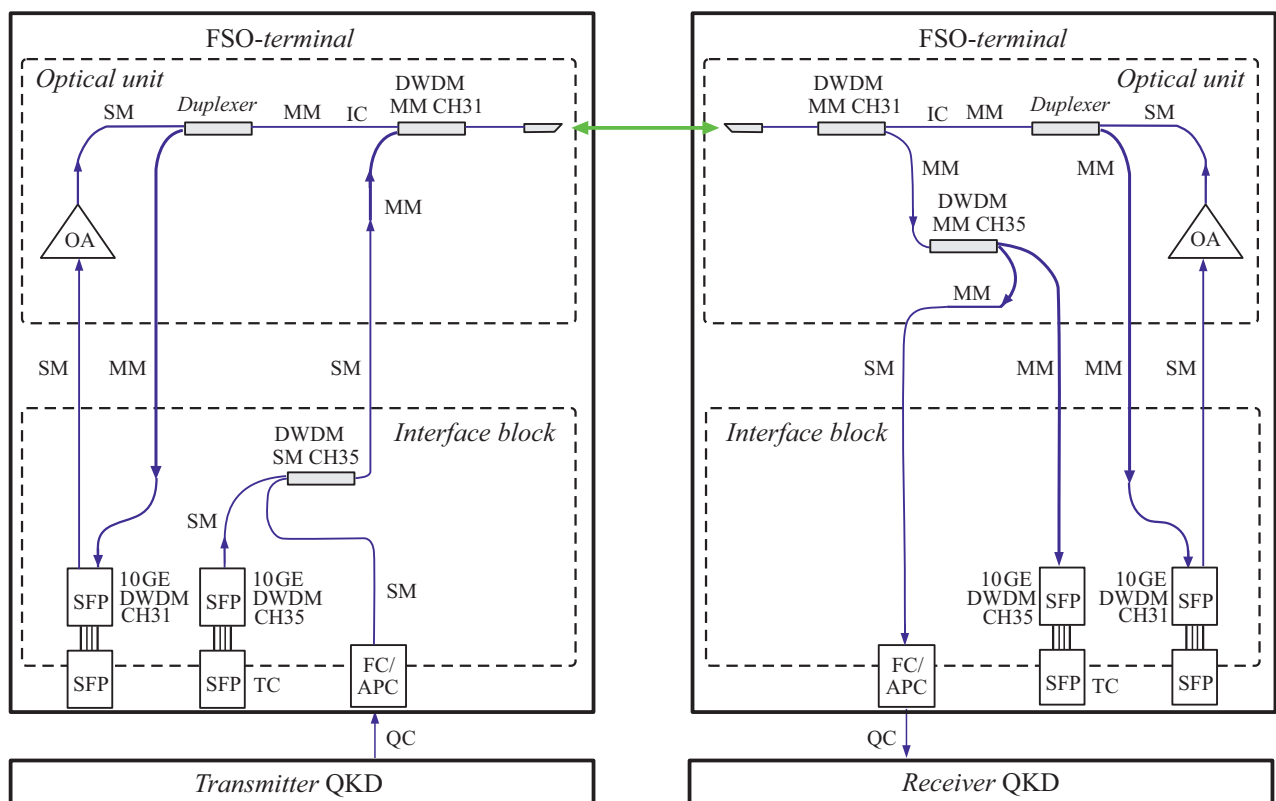 FSO-terminal
Optical unit
DWDM
MM CH31
SM
Duplexer
MM
IC
MM
OA
SM
MM
SM
Interface block
DWDM
SM CH35
SM
SM
SFP
10GE
DWDM
CH31
SFP
10GE
DWDM
CH35
SFP
SFP
TC
FC/
APC
QC
Transmitter QKD
FSO-terminal
Optical unit
DWDM
MM CH31
IC
MM
Duplexer
SM
MM
MM
DWDM
MM CH35
OA
MM
SM
MM
MM
SM
Interface block
10GE
DWDM
CH35
SFP
10GE
DWDM
CH31
SFP
FC/
APC
SFP
TC
SFP
QC
Receiver QKD